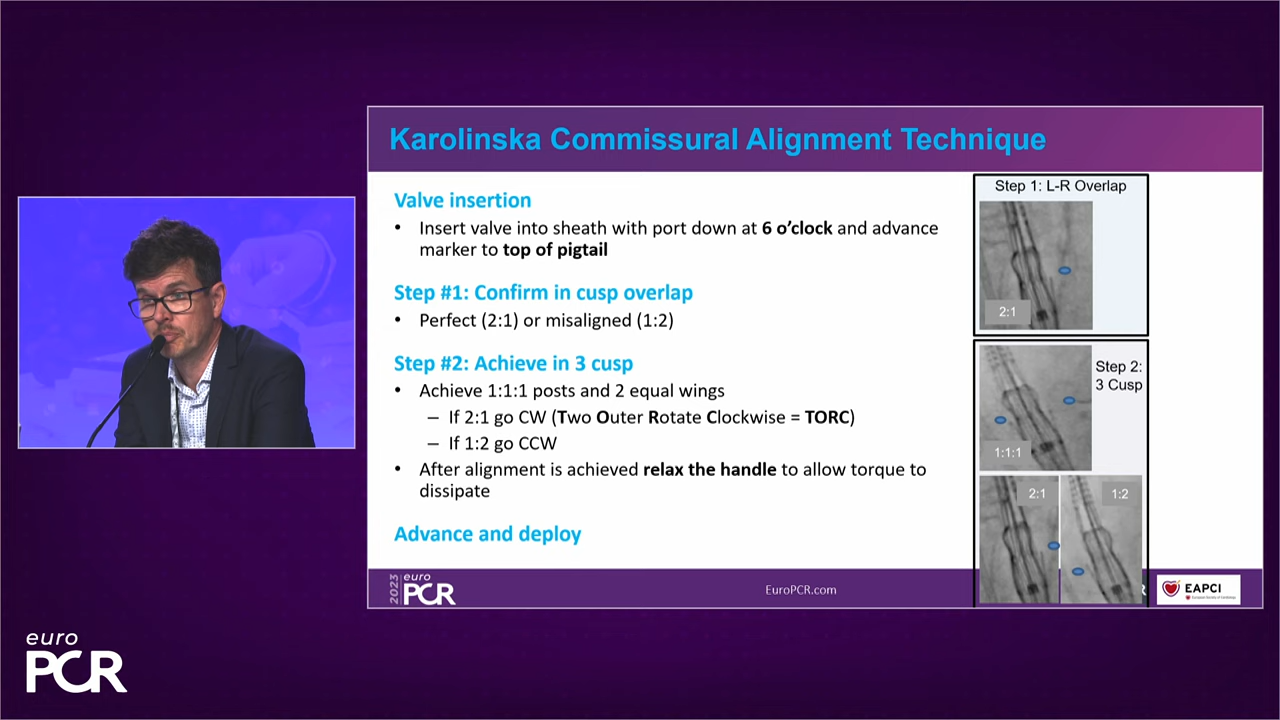 Karolinska Commissural Alignment Technique
Valve insertion
• Insert valve into sheath with port down at 6 o'clock and advance
marker to top of pigtail
Step #1: Confirm in cusp overlap
• Perfect (2:1) or misaligned (1:2)
Step #2: Achieve in 3 cusp
• Achieve 1:1:1 posts and 2 equal wings
– If 2:1 go CW (Two Outer Rotate Clockwise = TORC)
– If 1:2 go CCW
• After alignment is achieved relax the handle to allow torque to
dissipate
Advance and deploy
Step 1: L-R Overlap
2:1
Step 2:
3 Cusp
1:1:1
2:1
1:2
2023
euro
PCR
EuroPCR.com
R
EAPCI
euro
PCR